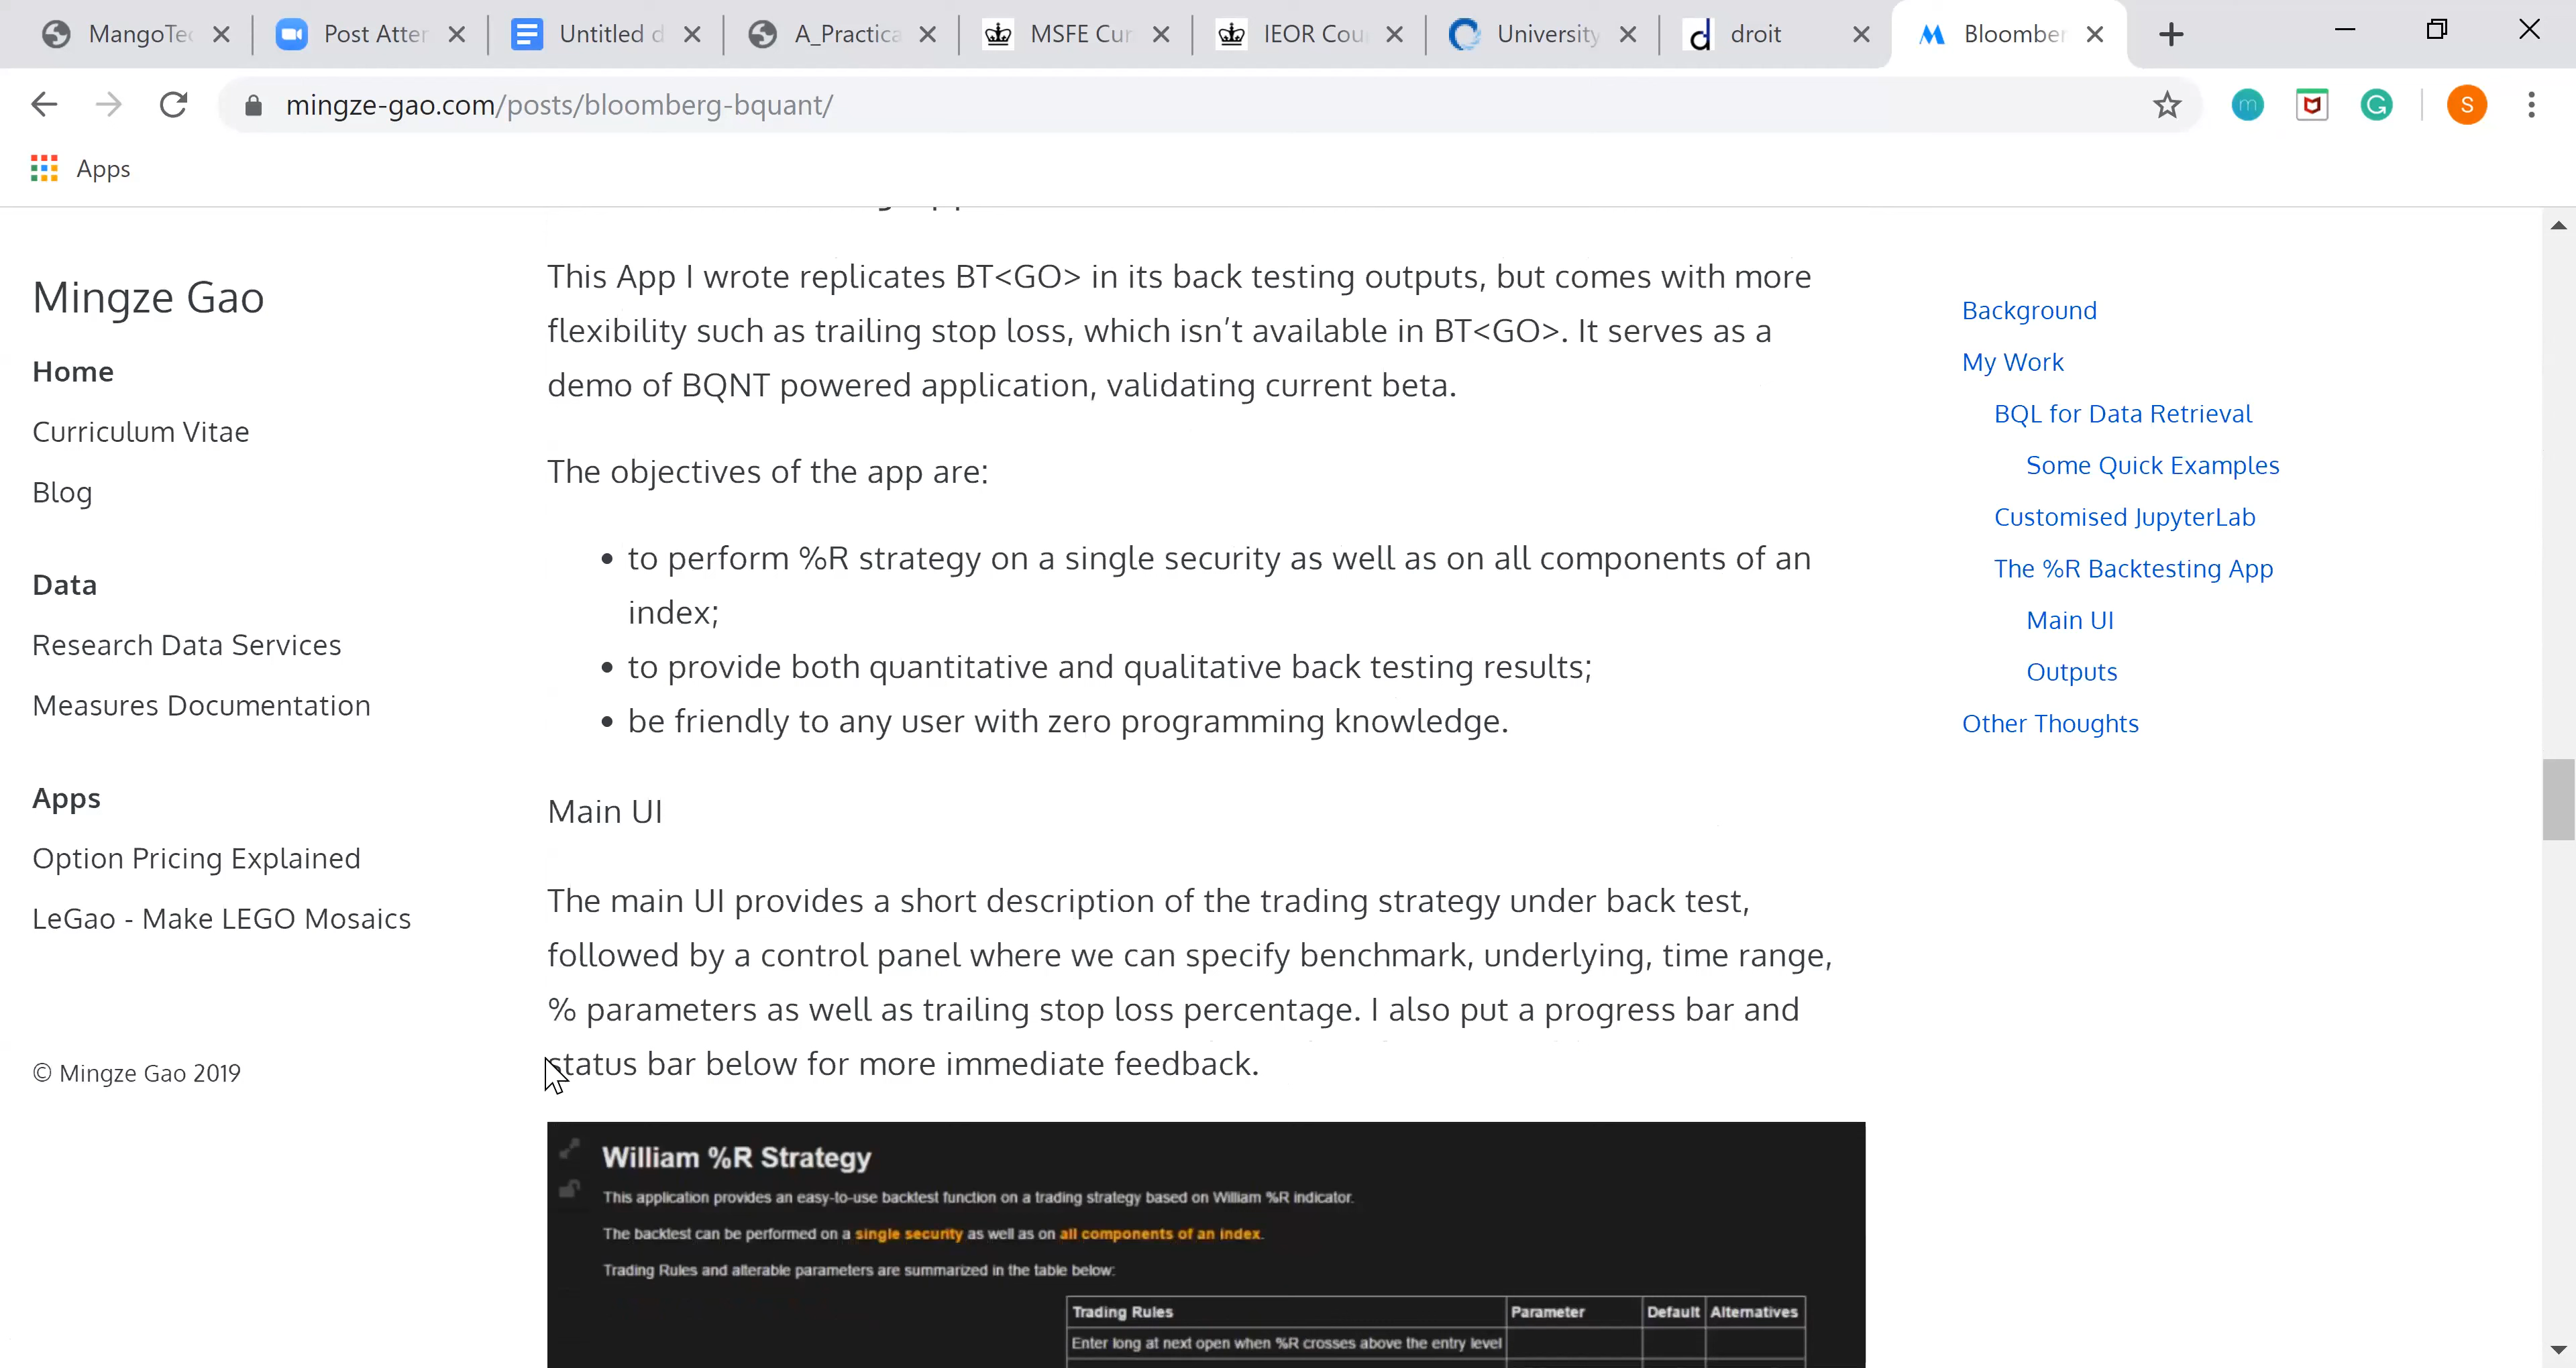 MangoTec
Post Atten
Untitled d
A_Practica
MSFE Cur
IEOR Cou
University
droit
Bloomber
mingze-gao.com/posts/bloomberg-bquant/
S
Apps
Mingze Gao
Home
Curriculum Vitae
Blog
Data
Research Data Services
Measures Documentation
Apps
Option Pricing Explained
LeGao - Make LEGO Mosaics
© Mingze Gao 2019
This App I wrote replicates BT<GO> in its back testing outputs, but comes with more
flexibility such as trailing stop loss, which isn't available in BT<GO>. It serves as a
demo of BQNT powered application, validating current beta.
The objectives of the app are:
• to perform %R strategy on a single security as well as on all components of an
index;
• to provide both quantitative and qualitative back testing results;
• be friendly to any user with zero programming knowledge.
Main UI
The main UI provides a short description of the trading strategy under back test,
followed by a control panel where we can specify benchmark, underlying, time range,
% parameters as well as trailing stop loss percentage. I also put a progress bar and
status bar below for more immediate feedback.
William %R Strategy
This application provides an easy-to-use backtest function on a trading strategy based on William %R indicator.
The backtest can be performed on a single security as well as on all components of an index.
Trading Rules and alterable parameters are summarized in the table below:
Trading Rules Parameter Default Alternatives
Enter long at next open when %R crosses above the entry level
Background
My Work
BQL for Data Retrieval
Some Quick Examples
Customised JupyterLab
The %R Backtesting App
Main UI
Outputs
Other Thoughts